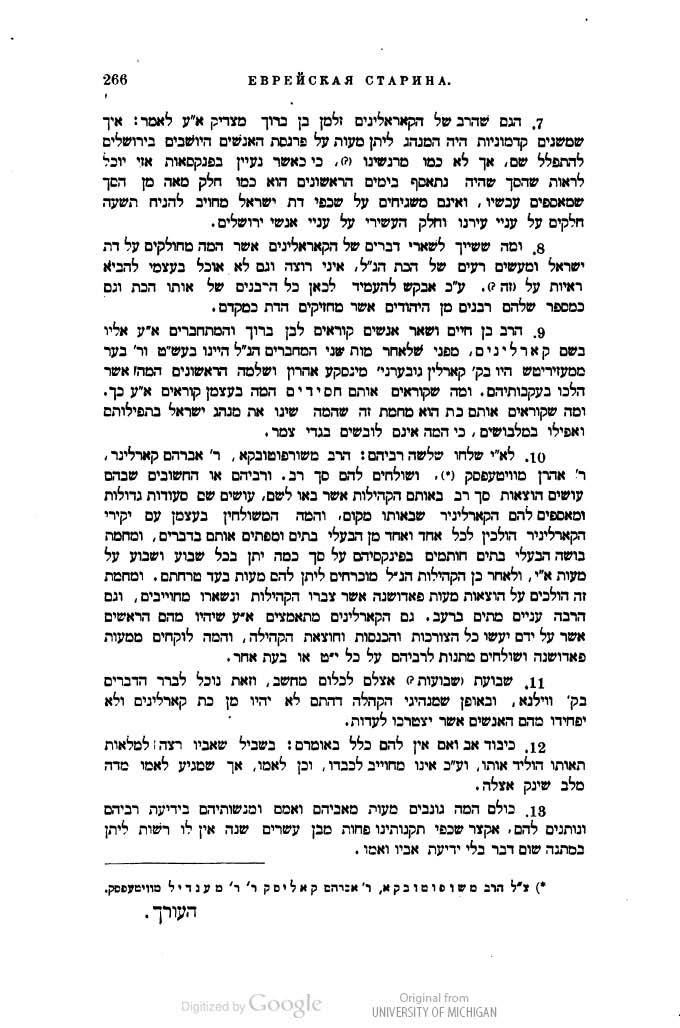 266 ЕВРЕЙСКАЯ СТАРИНА.
7. הגם שהרב של הקאראלינים זלמן בן ברוך מצדיק א״ע לאמר: איך
שמשנים קדמוניות היה המנהג ליתן מעות על פרנסת האנשים היושבים בירושלים
להתפלל שם, אך לא כמו מרגשינו (?), כי כאשר נעיין בפנקסאות אזי יוכל
לראות שהסך שהיה נתאסף בימים הראשונים הוא כמו חלק מאה מן הסך
שמאספים עכשיו, ואינם משגיחים על שכפי דת ישראל מחויב להניח תשעה
חלקים על עניי עירנו וחלק העשירי על עניי אנשי ירושלים.
8. ומה ששייך לשארי דברים של הקאראלינים אשר המה מחולקים על דת
ישראל ומעשים רעים של הכת הנ״ל, איני רוצה וגם לא אוכל בעצמי להביא
ראיות על (זה ?). ע״כ אבקש להעמיד לכאן כל הרבנים של אותו הכת וגם
כמספר שלהם רבנים מן היהודים אשר מחזיקים הדת כמקדם.
9. הרב בן חיים ושאר אנשים קוראים לבן ברוך והמתחברים א״ע אליו
בשם קארלינים, מפני שלאחר מות שני המחברים הנ״ל היינו בעש״ט ור׳ בער
ממעזיריטש היו בק׳ קארלין גיבערני׳ מינסקע אהרון ושלמה הראשונים המה אשר
הלכו בעקבותיהם. ומה שקוראים אותם חסידים המה בעצמן קוראים א״ע כך.
ומה שקוראים אותם כת הוא מחמת זה שהמה שינו את מנהג ישראל בתפילותם
ואפילו במלבושים, כי המה אינם לובשים בגדי צמר.
10. לא״י שלחו שלשה רביהם: הרב משורפוטובקא, ר׳ אברהם קארלינר,
ר׳ אהרן מוויטעפסק (*), ושולחים להם סך רב. ורביהם או החשובים שבהם
עושים הוצאות סך רב באותם הקהילות אשר באו לשם, עושים שם סעודות גדולות
ומאספים להם הקארליניר שבאותו מקום, והמה המשולחין בעצמן עם יקירי
הקארליניר הולכין לכל אחד ואחד מן הבעלי בתים ומפתים אותם בדברים, ומחמת
בושה הבעלי בתים חותמים בפינקסיהם על סך כמה יתן בכל שבוע ושבוע על
מעות א״י, ולאחר כן הקהילות הנ״ל מוכרחים ליתן להם מעות בעד מרחתם. ומחמת
זה הולכים על הוצאות מעות פאדושנה אשר צברו הקהילות ונשארו מחוייבים, וגם
הרבה עניים מתים ברעב. גם הקארלינים מתאמצים א״ע שיהיו מהם הראשים
אשר על ידם יעשו כל הצורכות והכנסות והוצאת הקהילה, והמה לוקחים ממעות
פאדושנה ושולחים מתנות לרביהם על כל י״ט או בעת אחר.
11. שבועת (שבועות ?) אצלם לכלום מחשב, וזאת נוכל לברר הדברים
בק׳ ווילנא, ובאופן שמנהיגי הקהלה דהתם לא יהיו מן כת קארלינים ולא
יפחידו מהם האנשים אשר יצטרכו לעדות.
12. כיבוד אב ואם אין להם כלל באומרם: בשביל שאביו רצה למלאות
תאותו הוליד אותו, וע״כ אינו מחוייב לכבדו, וכן לאמו, אך שמגיע לאמו מדה
מלב שינק אצלה.
13. כולם המה גונבים מעות מאביהם ואמם ומנשותיהם בידיעת רביהם
ונותנים להם, אקצר שכפי תקנותינו פחות מבן עשרים שנה אין לו רשות ליתן
במתנה שום דבר בלי ידיעת אביו ואמו.
*) צ״ל הרב משופוטובקא, ר׳ אברהם קאליסק ר׳ ר׳ מענדיל מוויטעפסק.
העורך.
Digitized by Google
Original from
UNIVERSITY OF MICHIGAN